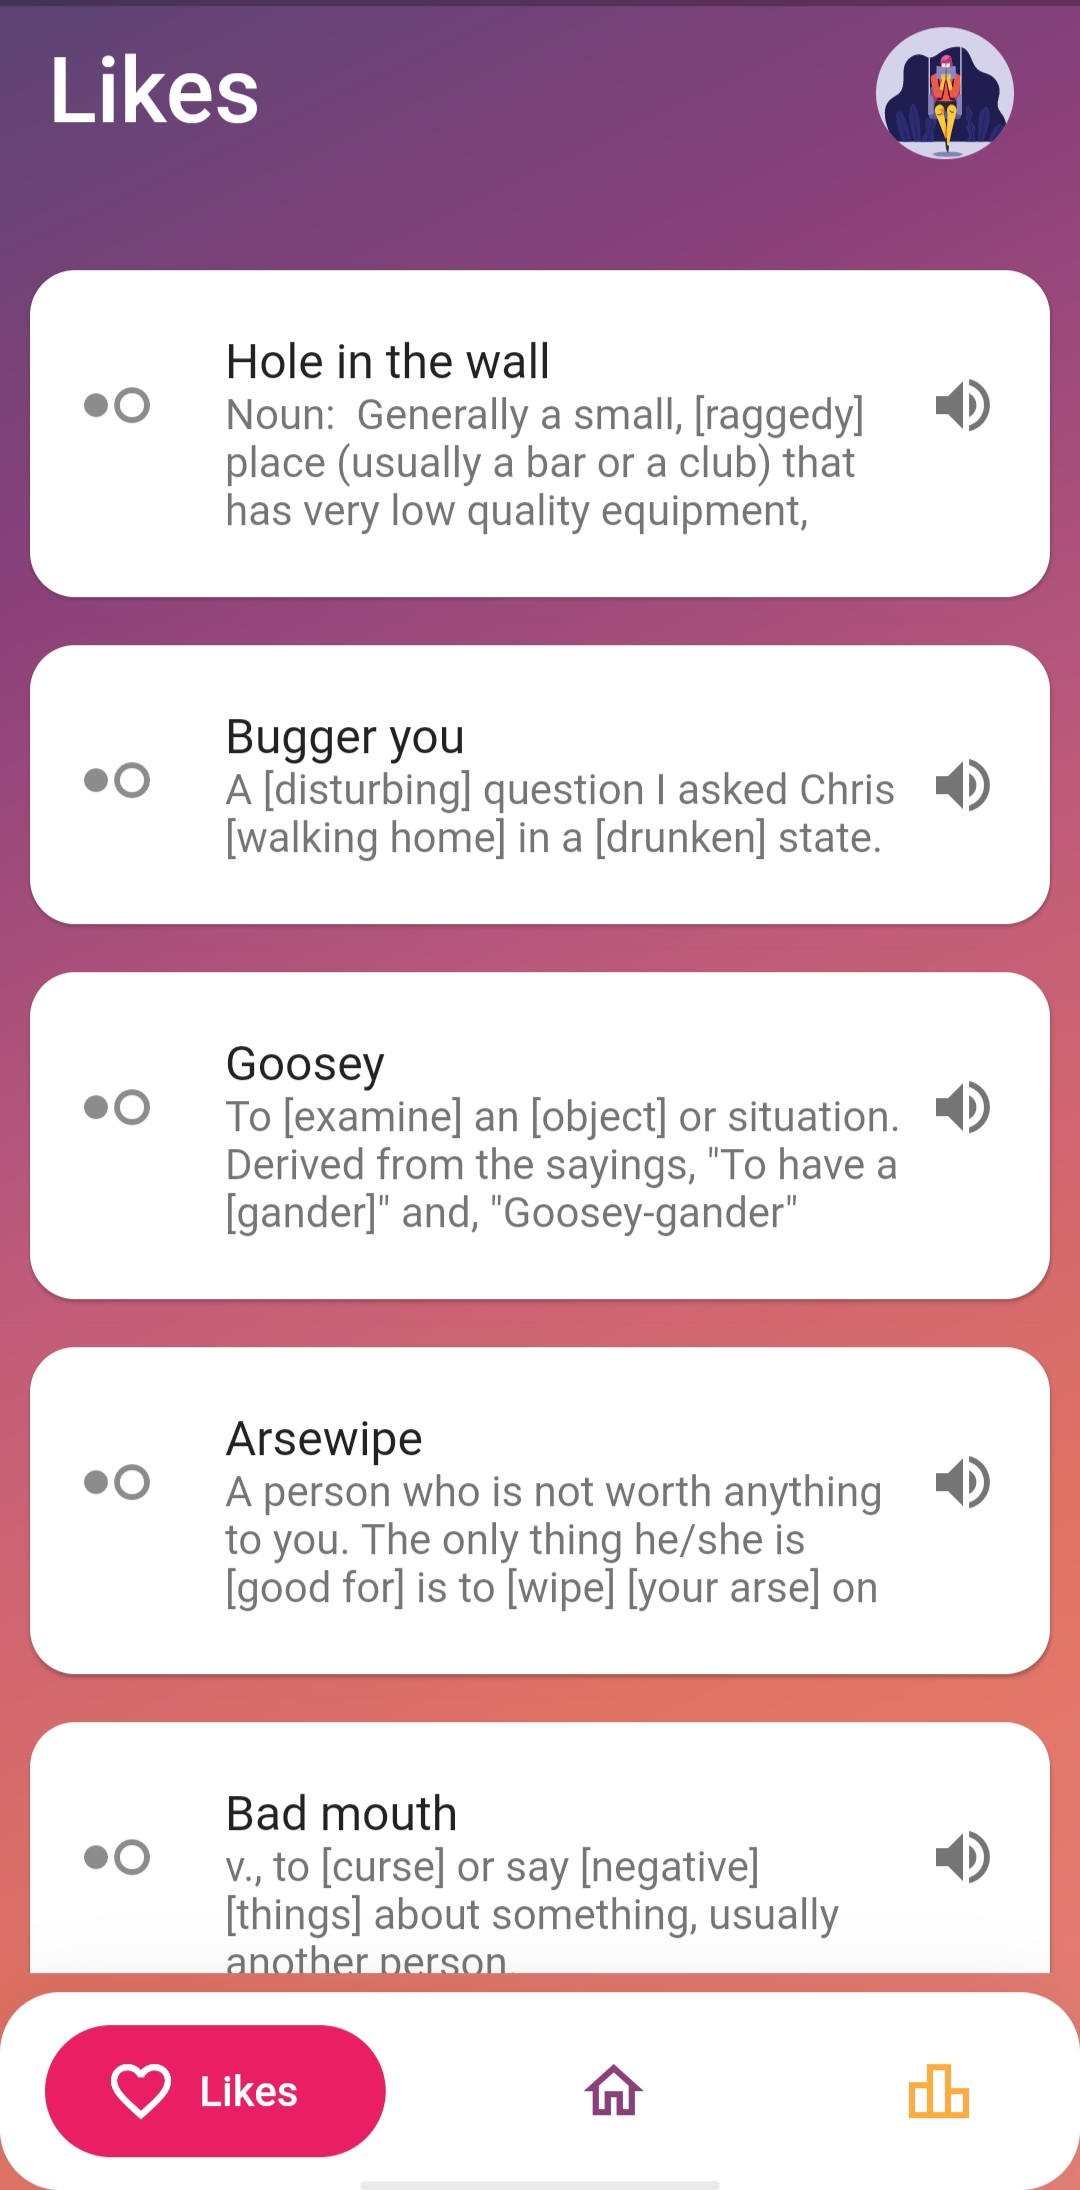 Likes
Hole in the wall
Noun:  Generally a small, [raggedy]
place (usually a bar or a club) that
has very low quality equipment,
Bugger you
A [disturbing] question I asked Chris
[walking home] in a [drunken] state.
Goosey
To [examine] an [object] or situation.
Derived from the sayings, "To have a
[gander]" and, "Goosey-gander"
Arsewipe
A person who is not worth anything
to you. The only thing he/she is
[good for] is to [wipe] [your arse] on
Bad mouth
v., to [curse] or say [negative]
[things] about something, usually
another person.
Likes